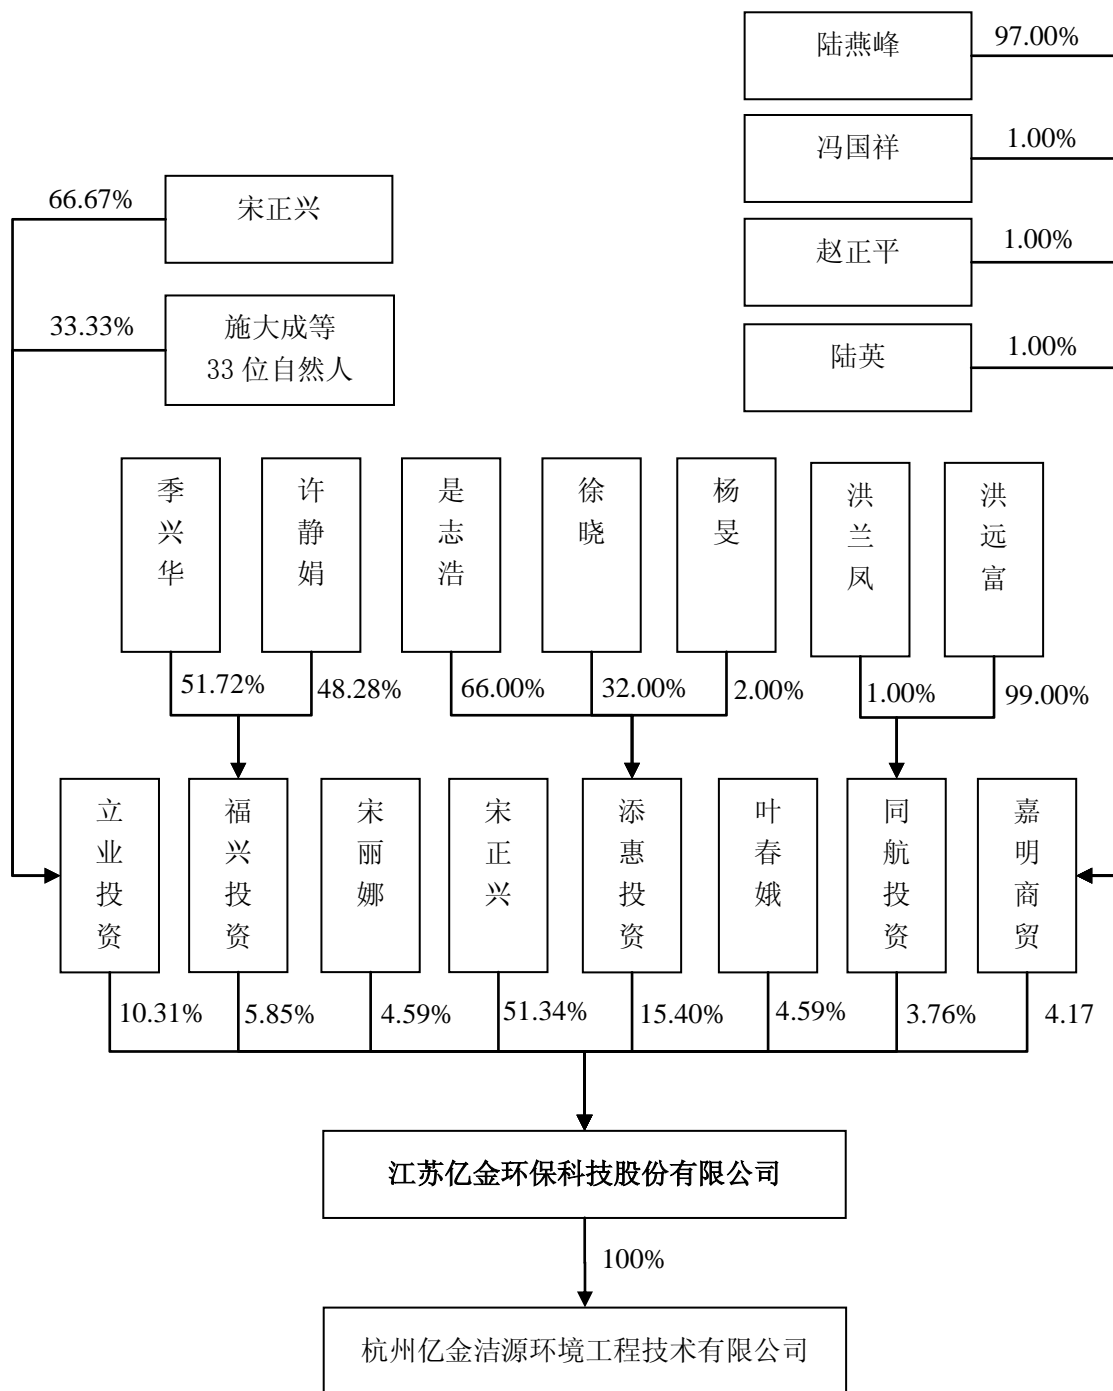 陆燕峰
97.00%
冯国祥
1.00%
66.67%
宋正兴
赵正平
1.00%
33.33%
施大成等
33 位自然人
陆英
1.00%
季兴华
许静娟
是志浩
徐晓
杨旻
洪兰凤
洪远富
51.72%
48.28%
66.00%
32.00%
2.00%
1.00%
99.00%
立业投资
福兴投资
宋丽娜
宋正兴
添惠投资
叶春娥
同航投资
嘉明商贸
10.31%
5.85%
4.59%
51.34%
15.40%
4.59%
3.76%
4.17
江苏亿金环保科技股份有限公司
100%
杭州亿金洁源环境工程技术有限公司